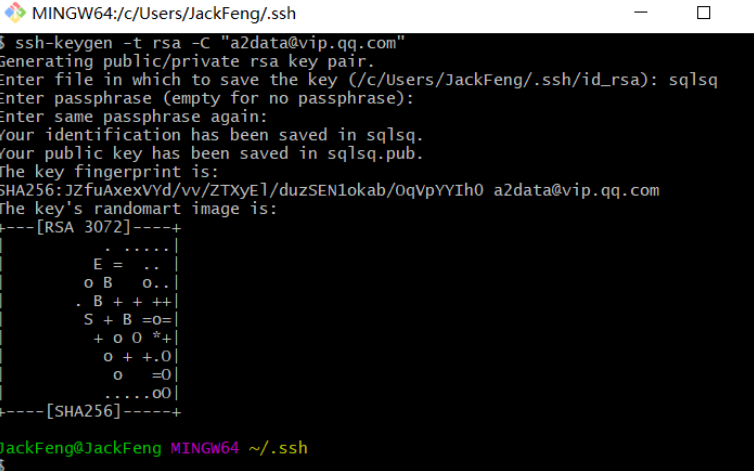 MINGW64:/c/Users/JackFeng/.ssh
$ ssh-keygen -t rsa -C "a2data@vip.qq.com"
Generating public/private rsa key pair.
Enter file in which to save the key (/c/Users/JackFeng/.ssh/id_rsa): sqlsq
Enter passphrase (empty for no passphrase):
Enter same passphrase again:
Your identification has been saved in sqlsq.
Your public key has been saved in sqlsq.pub.
The key fingerprint is:
SHA256:JZfuAxexVYd/vv/ZTXyEl/duzSEN1okab/OqVpYYIh0 a2data@vip.qq.com
The key's randomart image is:
+---[RSA 3072]----+
|         . .....|
|        E =  .. |
|       o B   o..|
|      . B + + ++|
|       S + B =o=|
|        + o O *+|
|         o + +.O|
|          o   =O|
|         .....oO|
+----[SHA256]-----+
JackFeng@JackFeng MINGW64 ~/.ssh
$